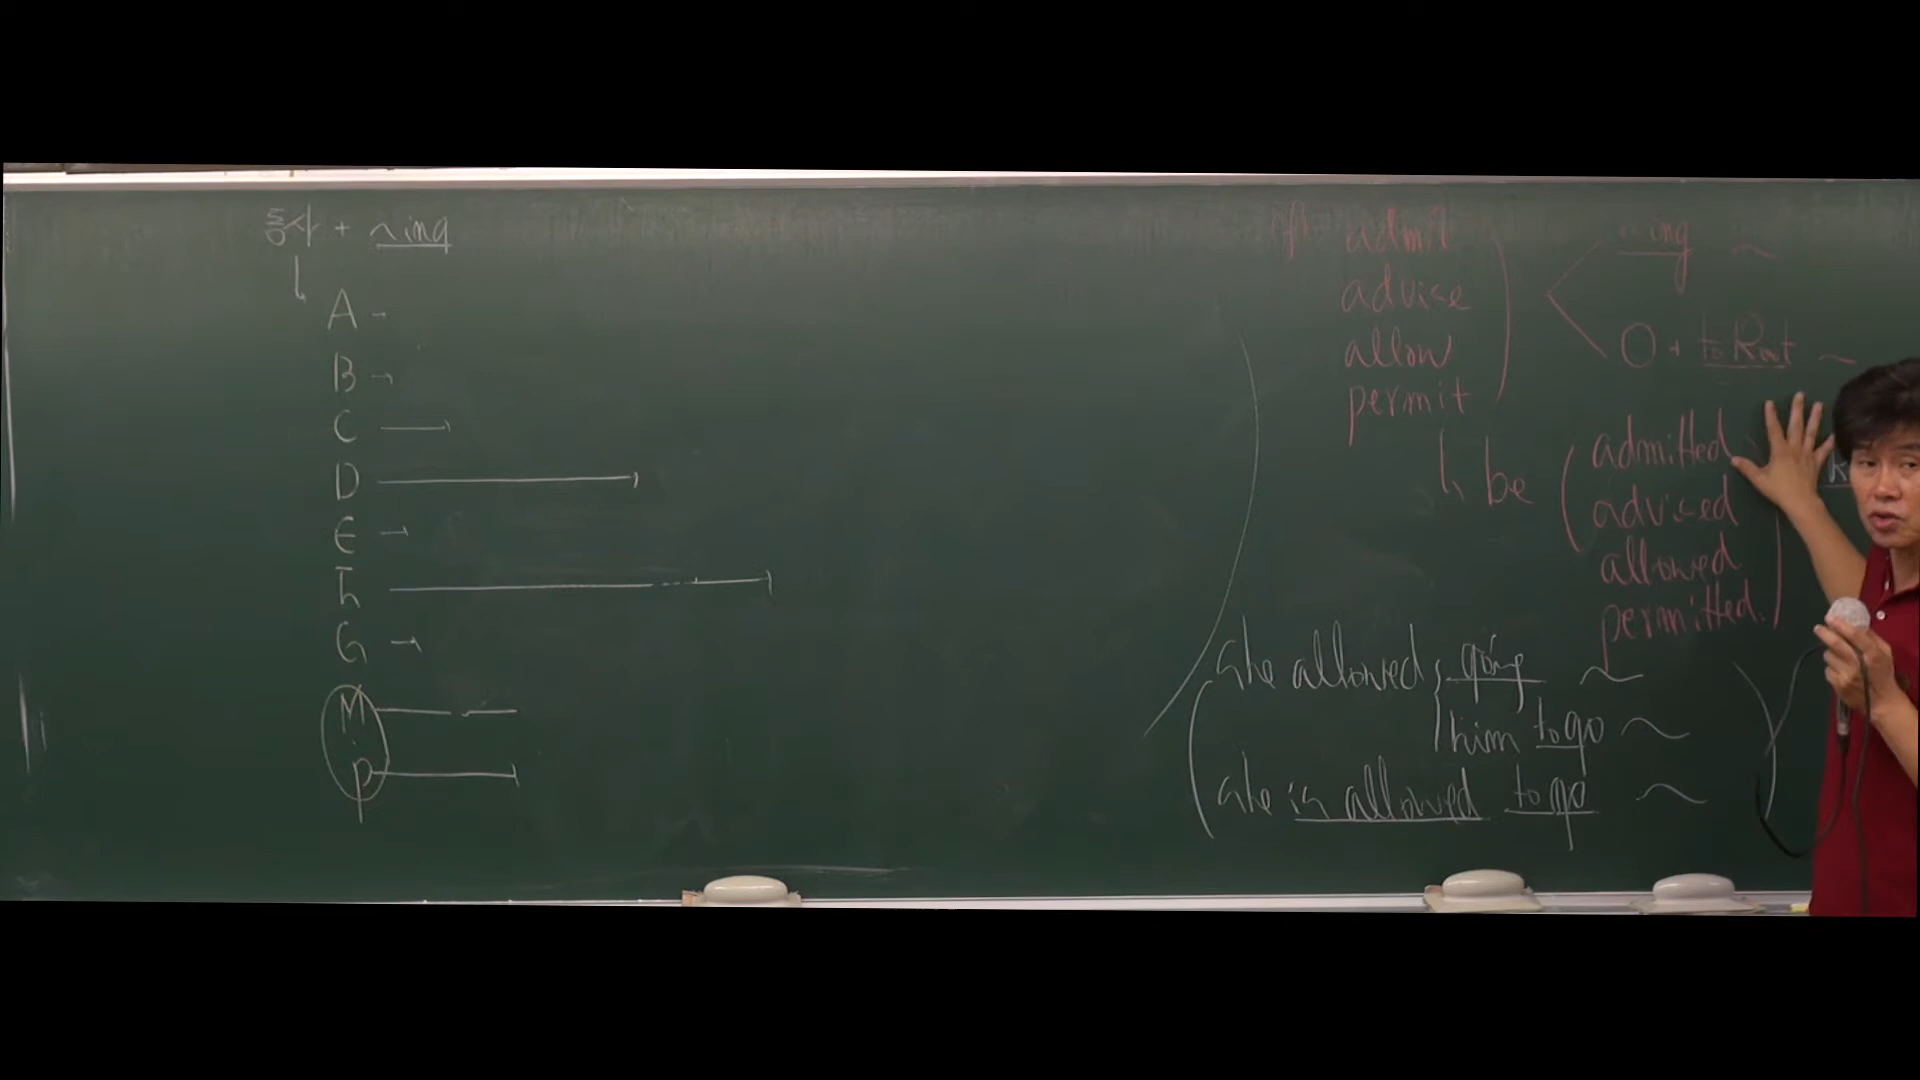 동사 + ~ing
A
B
C
D
E
F
G
M
P
admit
advise
allow
permit
~ing ~
O + to Root ~
be
admitted
advised
allowed
permitted.
she allowed going ~
him to go ~
she is allowed to go ~